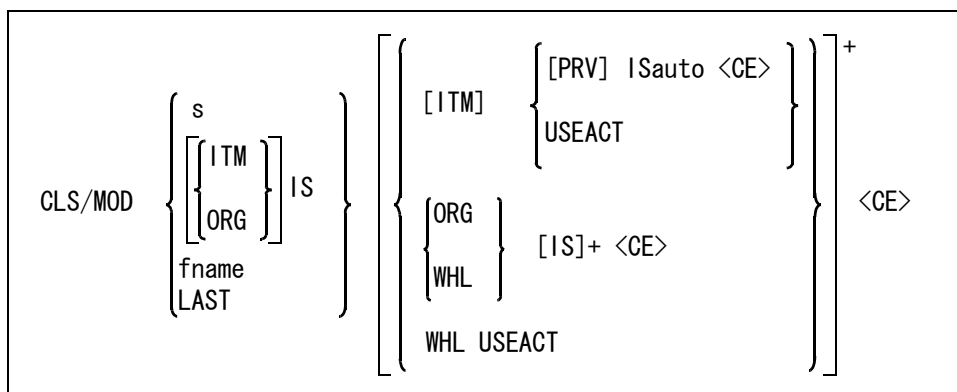 +
[PRV] ISauto <CE>
[ITM]
s
USEACT
ITM
CLS/MOD IS <CE>
ORG
ORG
[IS]+ <CE>
fname
WHL
LAST
WHL USEACT